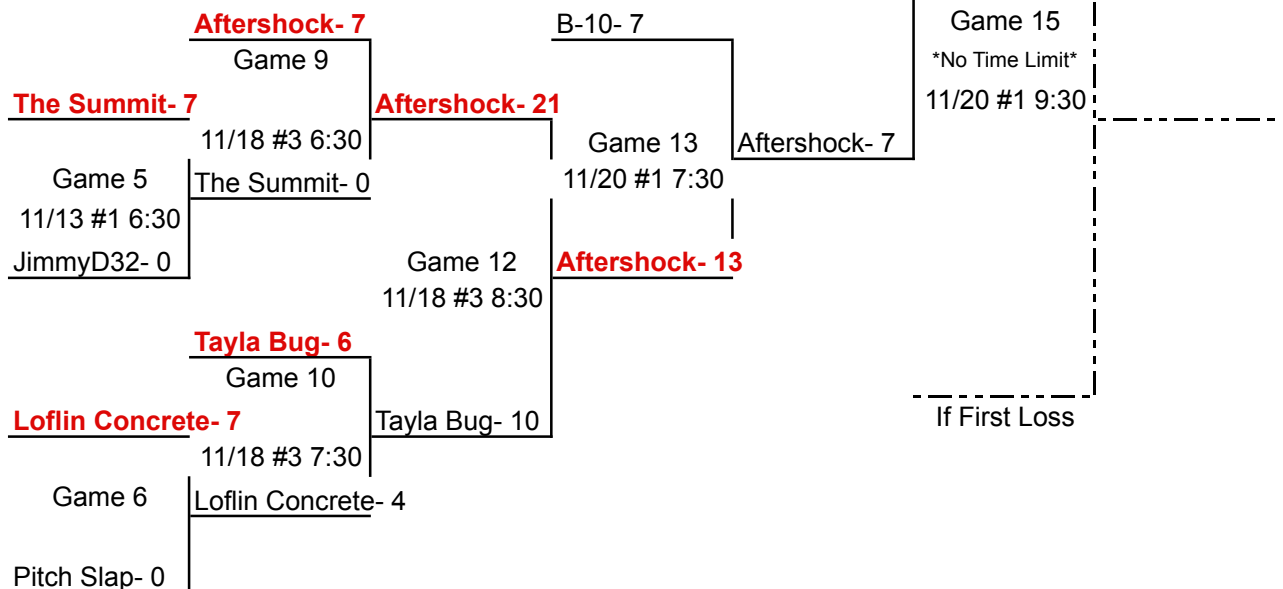 Aftershock- 7
B-10- 7
Game 15
Game 9
*No Time Limit*
The Summit- 7
Aftershock- 21
11/20 #1 9:30
11/18 #3 6:30
Game 13
Aftershock- 7
Game 5
The Summit- 0
11/20 #1 7:30
11/13 #1 6:30
JimmyD32- 0
Game 12
Aftershock- 13
11/18 #3 8:30
Tayla Bug- 6
Game 10
Loflin Concrete- 7
Tayla Bug- 10
If First Loss
11/18 #3 7:30
Game 6
Loflin Concrete- 4
Pitch Slap- 0